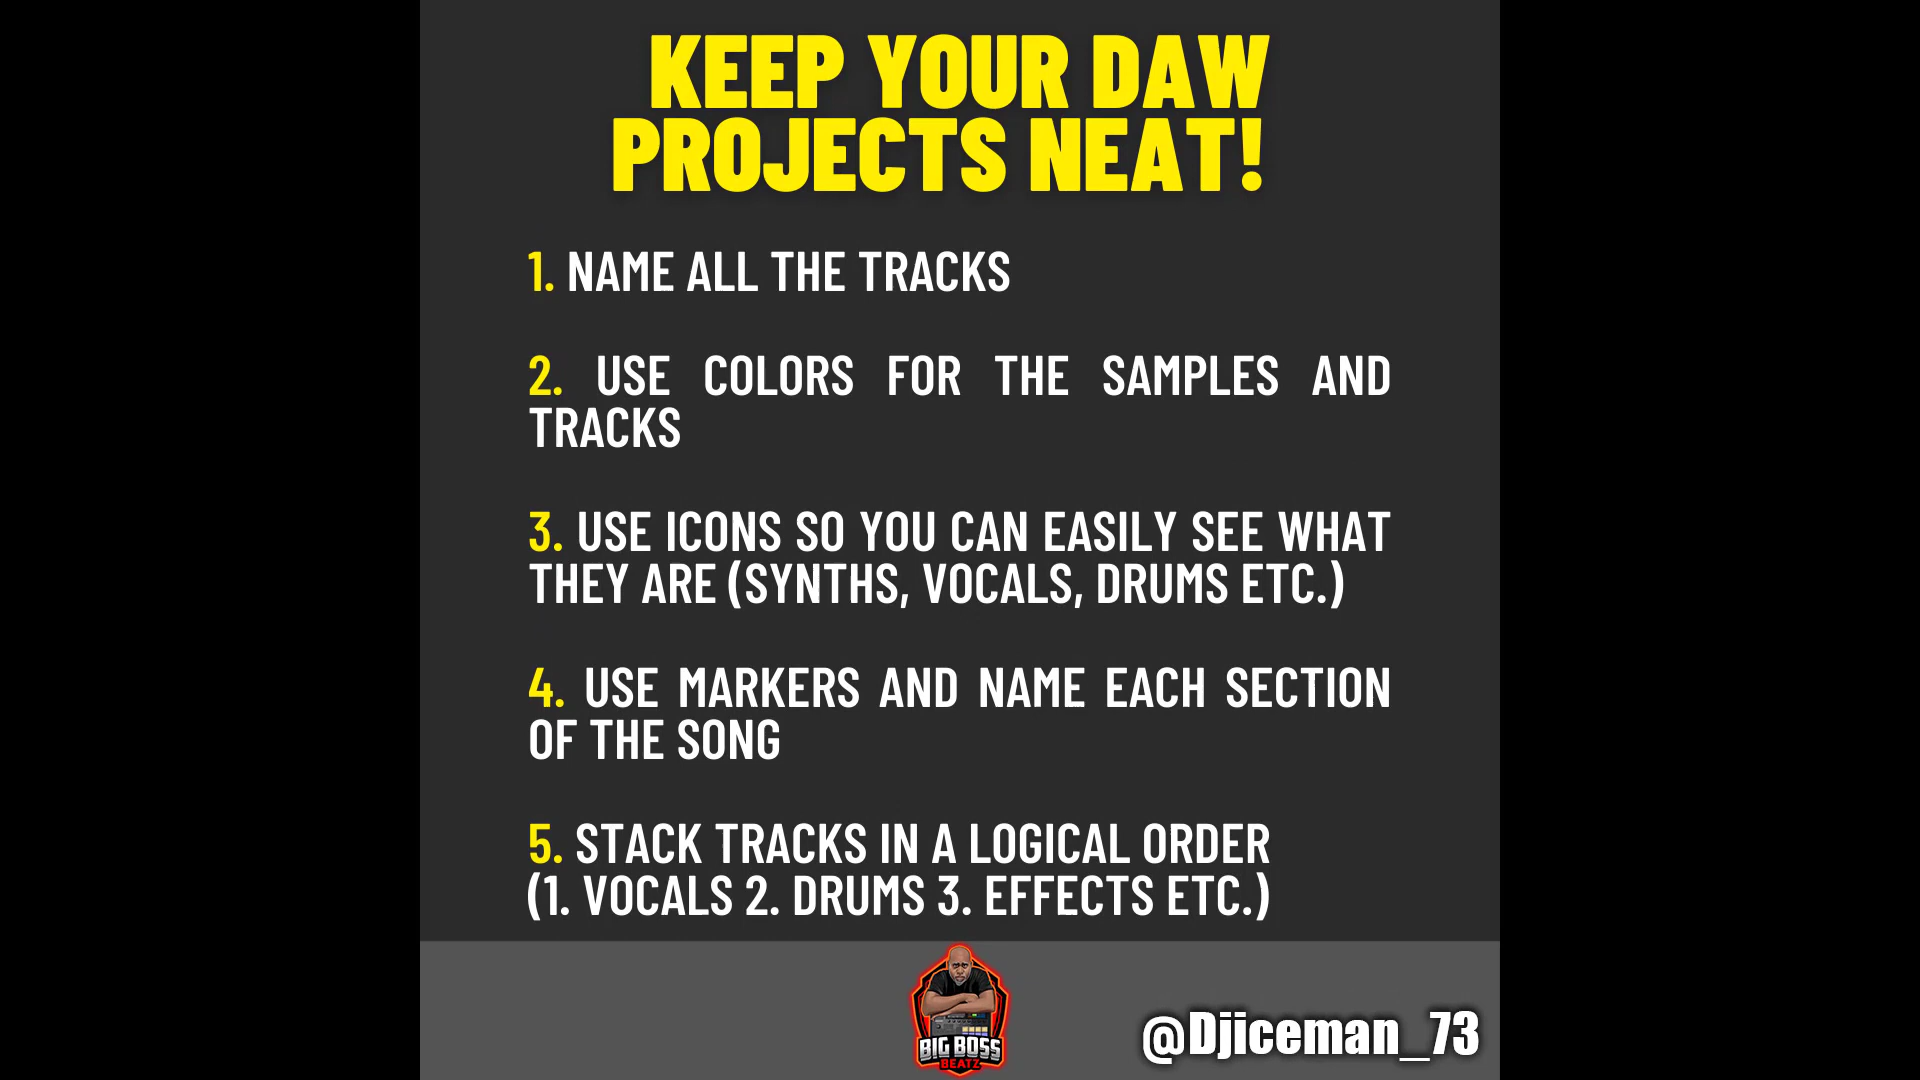 KEEP YOUR DAW
PROJECTS NEAT!
1. NAME ALL THE TRACKS
2. USE COLORS FOR THE SAMPLES AND
TRACKS
3. USE ICONS SO YOU CAN EASILY SEE WHAT
THEY ARE (SYNTHS, VOCALS, DRUMS ETC.)
4. USE MARKERS AND NAME EACH SECTION
OF THE SONG
5. STACK TRACKS IN A LOGICAL ORDER
(1. VOCALS 2. DRUMS 3. EFFECTS ETC.)
BIG BOSS
BEATZ
@Djiceman_73